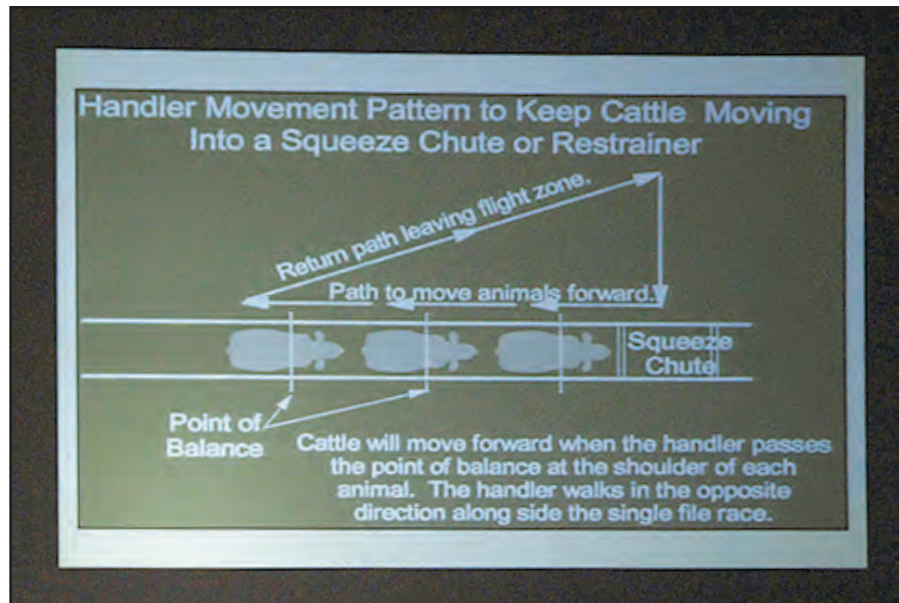 Handler Movement Pattern to Keep Cattle Moving
Into a Squeeze Chute or Restrainer
Return path leaving flight zone.
Path to move animals forward.
Squeeze
Chute
Point of
Balance
Cattle will move forward when the handler passes
the point of balance at the shoulder of each
animal. The handler walks in the opposite
direction along side the single file race.